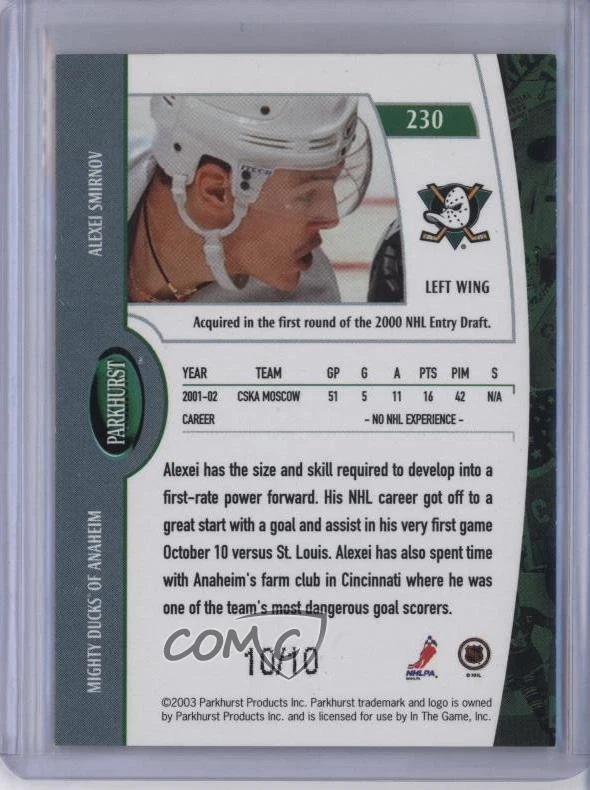 230
ALEXEI SMIRNOV
LEFT WING
Acquired in the first round of the 2000 NHL Entry Draft.
YEAR TEAM GP G A PTS PIM S
2001-02 CSKA MOSCOW 51 5 11 16 42 N/A
CAREER - NO NHL EXPERIENCE -
PARKHURST
Alexei has the size and skill required to develop into a
first-rate power forward. His NHL career got off to a
great start with a goal and assist in his very first game
October 10 versus St. Louis. Alexei has also spent time
with Anaheim's farm club in Cincinnati where he was
one of the team's most dangerous goal scorers.
MIGHTY DUCKS® OF ANAHEIM
COMC
10/10
NHLPA
© NHL
©2003 Parkhurst Products Inc. Parkhurst trademark and logo is owned
by Parkhurst Products Inc. and is licensed for use by In The Game, Inc.